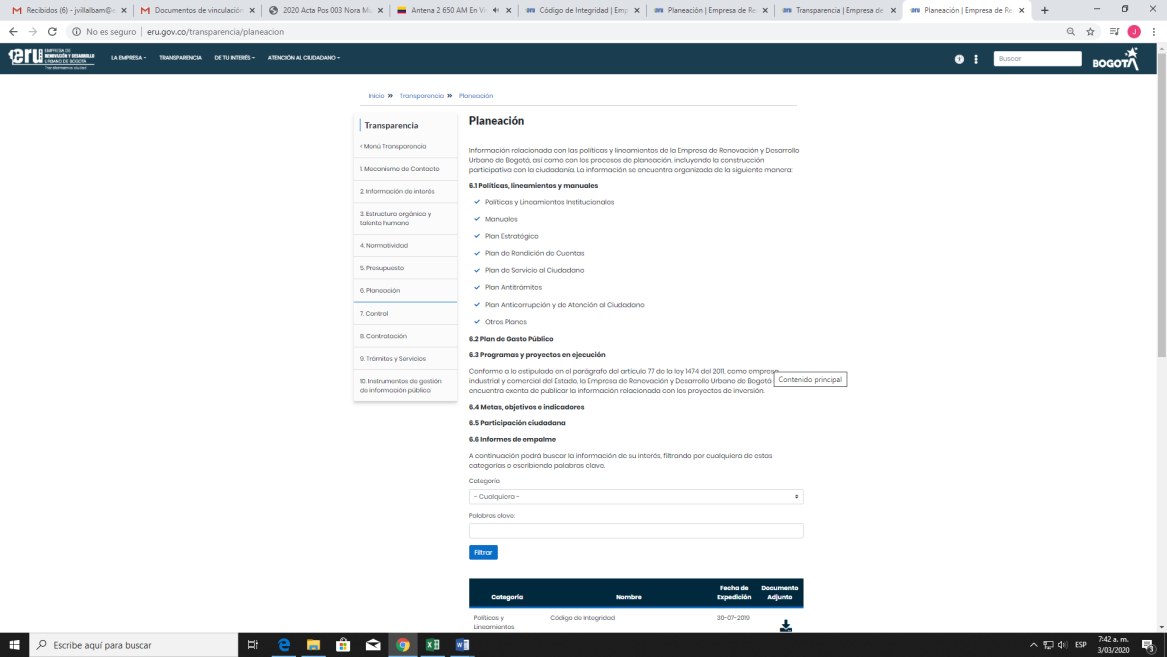 Recibidos (6) - jvillalbam@e
Documentos de vinculación
2020 Acta Pos 003 Nora Mu
Antena 2 650 AM En Vi
Código de Integridad | Emp
Planeación | Empresa de Re
Transparencia | Empresa de
Planeación | Empresa de Re
No es seguro | eru.gov.co/transparencia/planeacion
eru
EMPRESA DE
RENOVACIÓN Y DESARROLLO
URBANO DE BOGOTÁ
Transformamos ciudad
LA EMPRESA
TRANSPARENCIA
DE TU INTERÉS
ATENCIÓN AL CIUDADANO
Buscar
BOGOTÁ
Inicio » Transparencia » Planeación
Transparencia
‹ Menú Transparencia
1. Mecanismo de Contacto
2. Información de interés
3. Estructura orgánica y
talento humano
4. Normatividad
5. Presupuesto
6. Planeación
7. Control
8. Contratación
9. Trámites y Servicios
10. Instrumentos de gestión
de información pública
Planeación
Información relacionada con las políticas y lineamientos de la Empresa de Renovación y Desarrollo
Urbano de Bogotá, así como con los procesos de planeación, incluyendo la construcción
participativa con la ciudadanía. La información se encuentra organizada de la siguiente manera:
6.1 Políticas, lineamientos y manuales
Políticas y Lineamientos Institucionales
Manuales
Plan Estratégico
Plan de Rendición de Cuentas
Plan de Servicio al Ciudadano
Plan Antitrámites
Plan Anticorrupción y de Atención al Ciudadano
Otros Planes
6.2 Plan de Gasto Público
6.3 Programas y proyectos en ejecución
Conforme a lo estipulado en el parágrafo del artículo 77 de la ley 1474 del 2011, como empresa
industrial y comercial del Estado, la Empresa de Renovación y Desarrollo Urbano de Bogotá
encuentra exenta de publicar la información relacionada con los proyectos de inversión.
Contenido principal
6.4 Metas, objetivos e indicadores
6.5 Participación ciudadana
6.6 Informes de empalme
A continuación podrá buscar la información de su interés, filtrando por cualquiera de estas
categorías o escribiendo palabras clave.
Categoría
- Cualquiera -
Palabras clave:
Filtrar
Categoría
Nombre
Fecha de
Expedición
Documento
Adjunto
Políticas y
Lineamientos
Código de Integridad
30-07-2019
Escribe aquí para buscar
ESP
7:42 a. m.
3/03/2020
3